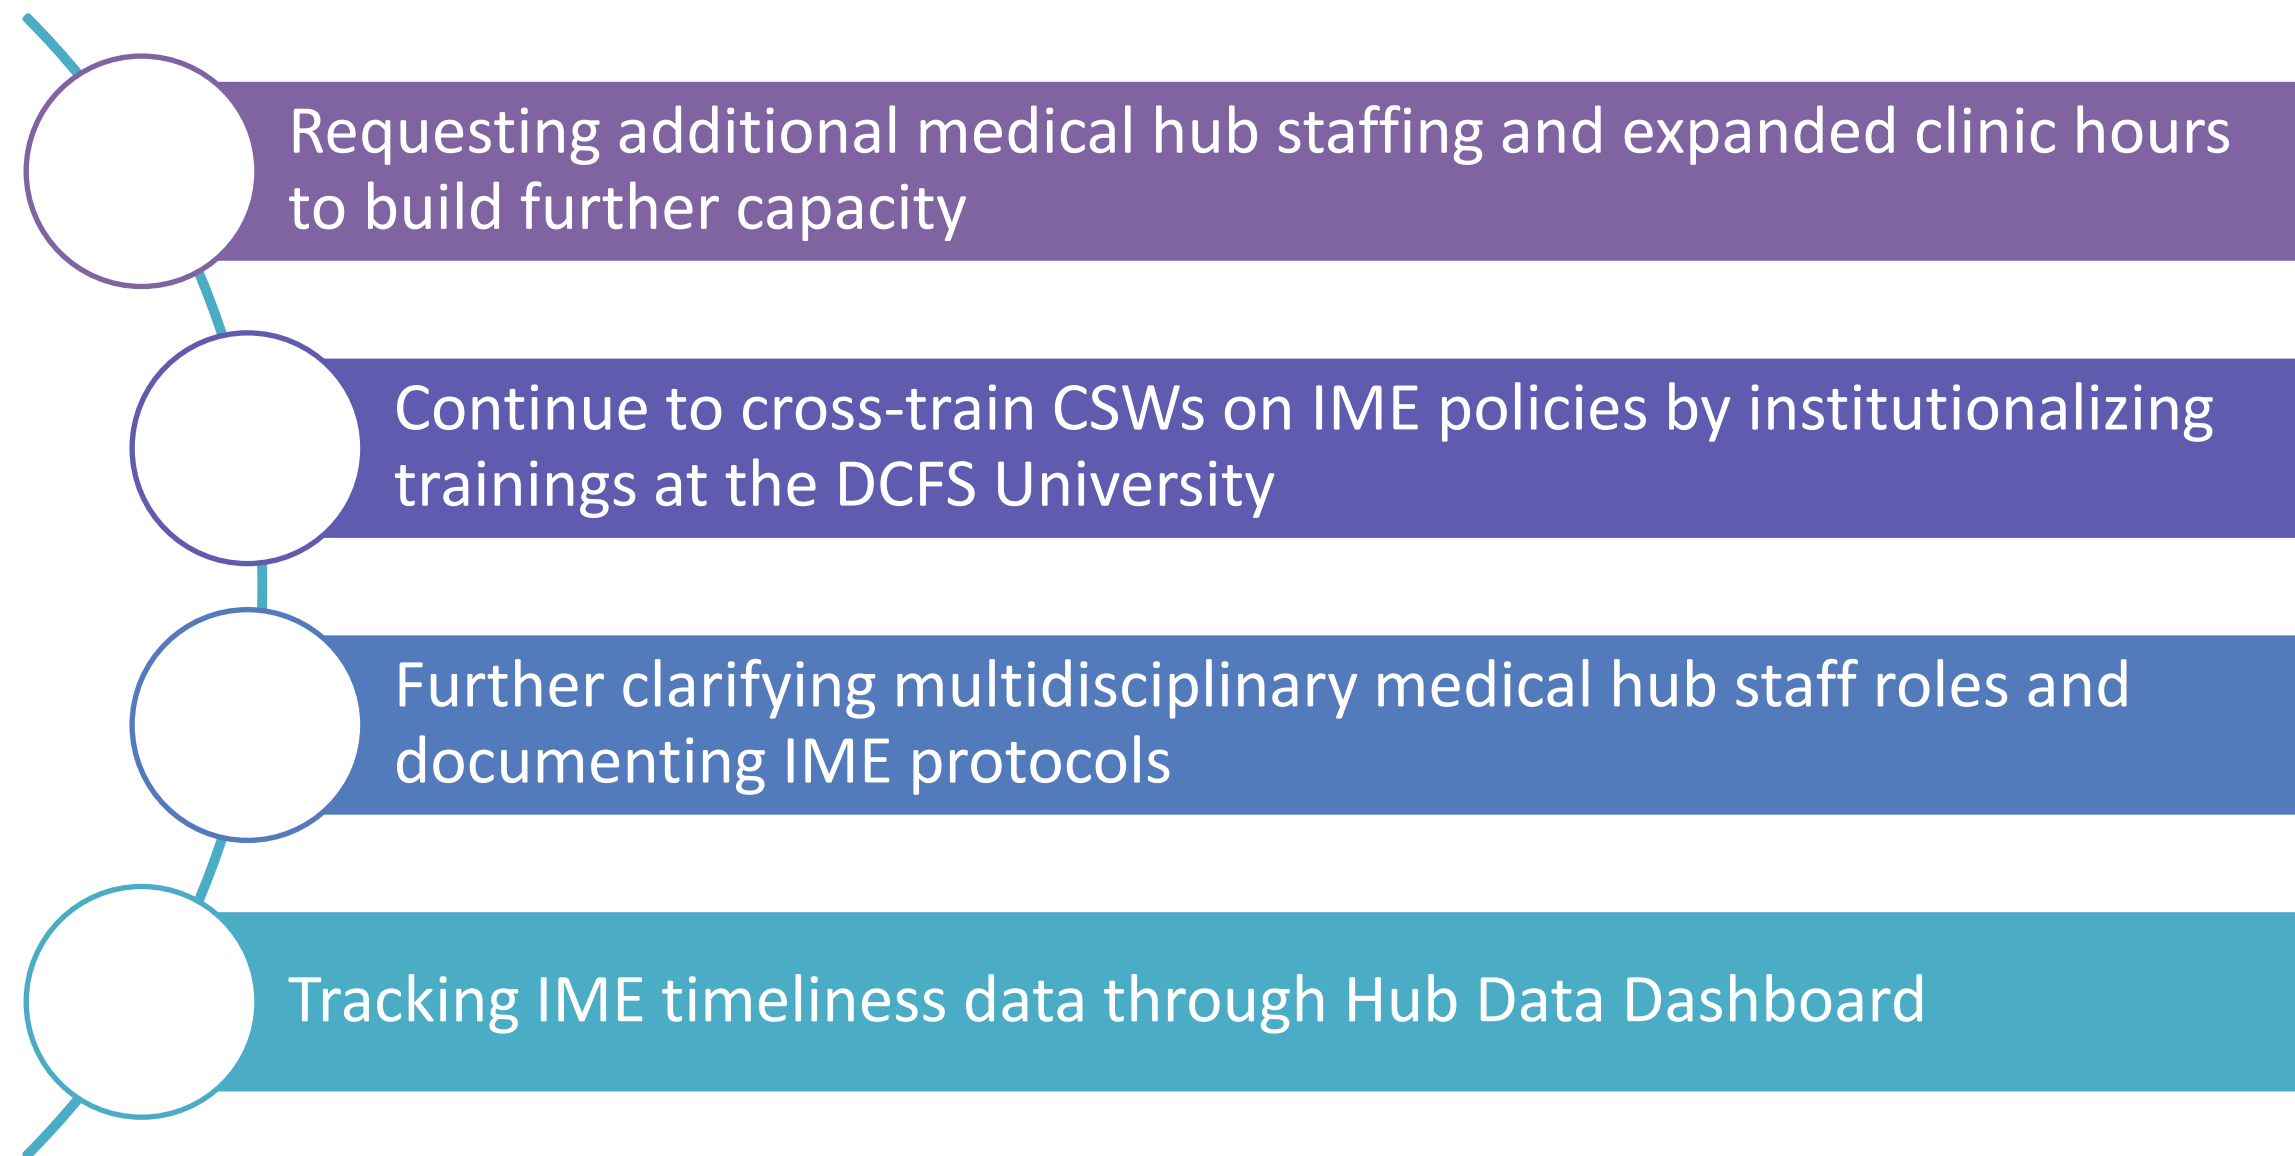 Requesting additional medical hub staffing and expanded clinic hours
to build further capacity
Continue to cross-train CSWs on IME policies by institutionalizing
trainings at the DCFS University
Further clarifying multidisciplinary medical hub staff roles and
documenting IME protocols
Tracking IME timeliness data through Hub Data Dashboard